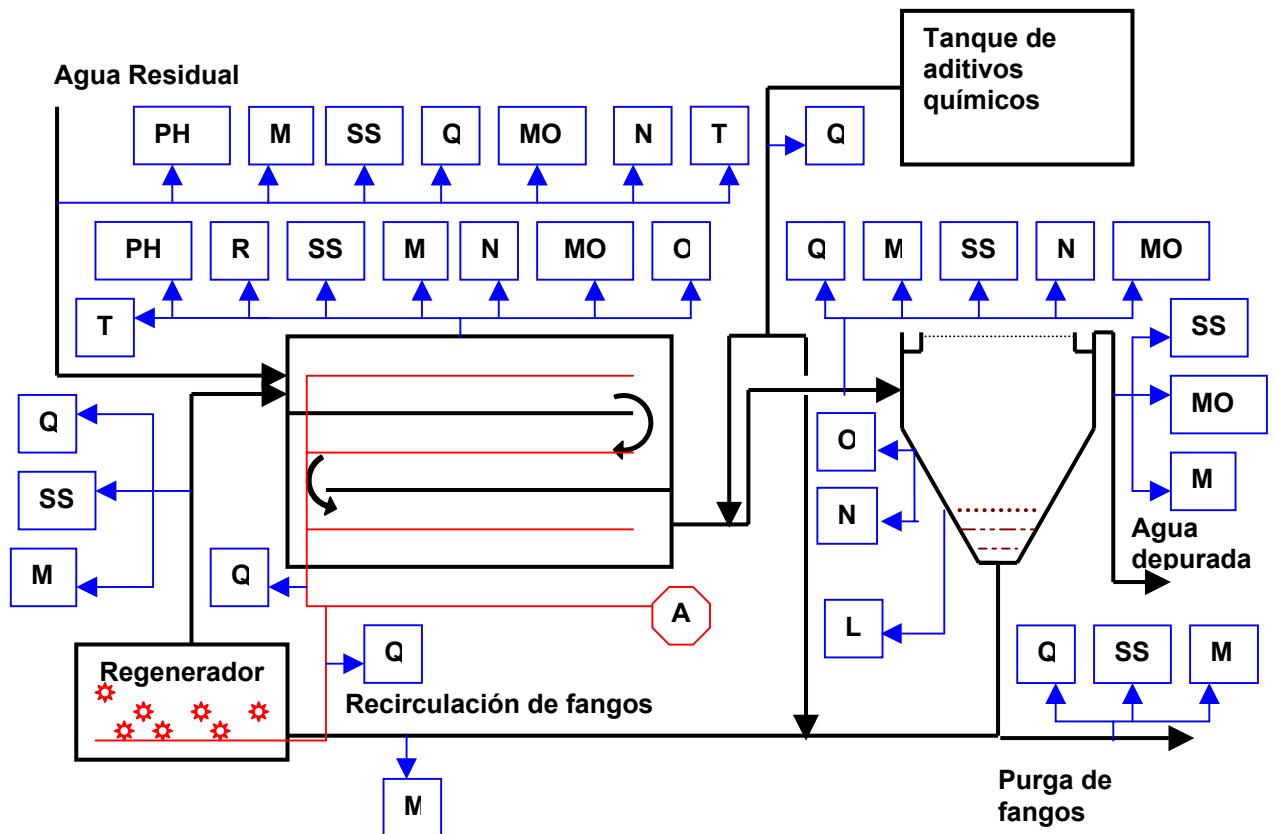 Tanque de
aditivos
químicos
Agua Residual
PH
M
SS
Q
MO
N
T
Q
PH
R
SS
M
N
MO
O
Q
M
SS
N
MO
T
SS
Q
MO
O
SS
M
N
Agua
depurada
M
Q
A
L
Q
SS
M
Regenerador
Q
Recirculación de fangos
M
Purga de
fangos